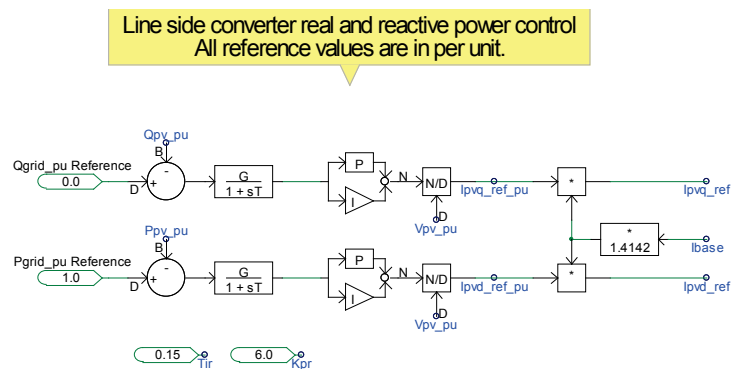 Line side converter real and reactive power control
All reference values are in per unit.
Qpv_pu
B
-
Qgrid_pu Reference
0.0
D
+
G
1 + sT
P
I
N
N/D
D
Vpv_pu
Ipvq_ref_pu
*
Ipvq_ref
*
1.4142
Ibase
Ppv_pu
B
-
Pgrid_pu Reference
1.0
D
+
G
1 + sT
P
I
N
N/D
D
Vpv_pu
Ipvd_ref_pu
*
Ipvd_ref
0.15
Tir
6.0
Kpr